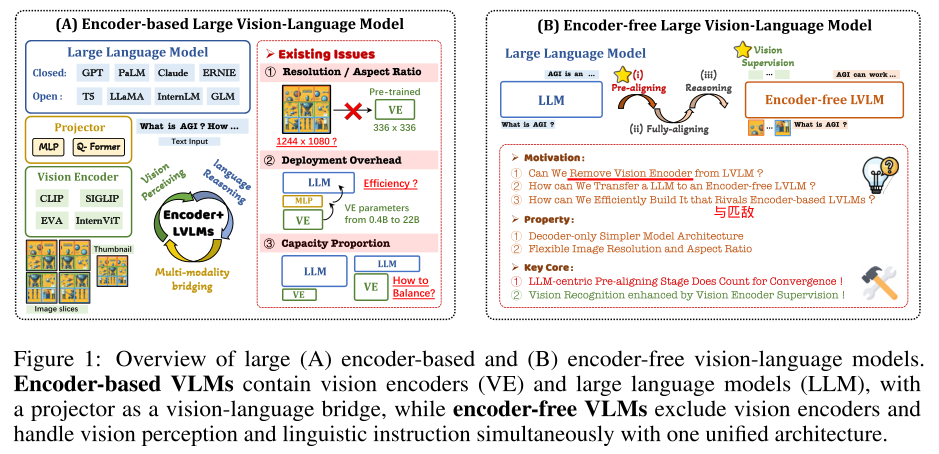 (A) Encoder-based Large Vision-Language Model
Large Language Model
Closed: GPT PaLM Claude ERNIE
Open : T5 LLaMA InternLM GLM
Projector
MLP Q- Former
What is AGI ? How ...
Text Input
Vision Encoder
CLIP SIGLIP
EVA InternViT
Thumbnail
Image slices
Vision Perceiving
language Reasoning
Encoder+
LVLMs
Multi-modality
bridging
Existing Issues
① Resolution / Aspect Ratio
Pre-trained
VE
336 x 336
1244 x 1080 ?
② Deployment Overhead
LLM
MLP
VE
Efficiency ?
VE parameters
from 0.4B to 22B
③ Capacity Proportion
LLM
VE
LLM
VE
How to
Balance?
(B) Encoder-free Large Vision-Language Model
Large Language Model
AGI is an ...
LLM
What is AGI ?
(i)
Pre-aligning
(ii) Fully-aligning
(iii)
Reasoning
Vision
Supervision
... AGI can work ...
Encoder-free LVLM
... What is AGI ?
Motivation :
① Can We Remove Vision Encoder from LVLM ?
② How can We Transfer a LLM to an Encoder-free LVLM ?
③ How can We Efficiently Build It that Rivals Encoder-based LVLMs ?
与匹敌
Property :
① Decoder-only Simpler Model Architecture
② Flexible Image Resolution and Aspect Ratio
Key Core :
① LLM-centric Pre-aligning Stage Does Count for Convergence !
② Vision Recognition enhanced by Vision Encoder Supervision !
Figure 1: Overview of large (A) encoder-based and (B) encoder-free vision-language models.
Encoder-based VLMs contain vision encoders (VE) and large language models (LLM), with
a projector as a vision-language bridge, while encoder-free VLMs exclude vision encoders and
handle vision perception and linguistic instruction simultaneously with one unified architecture.